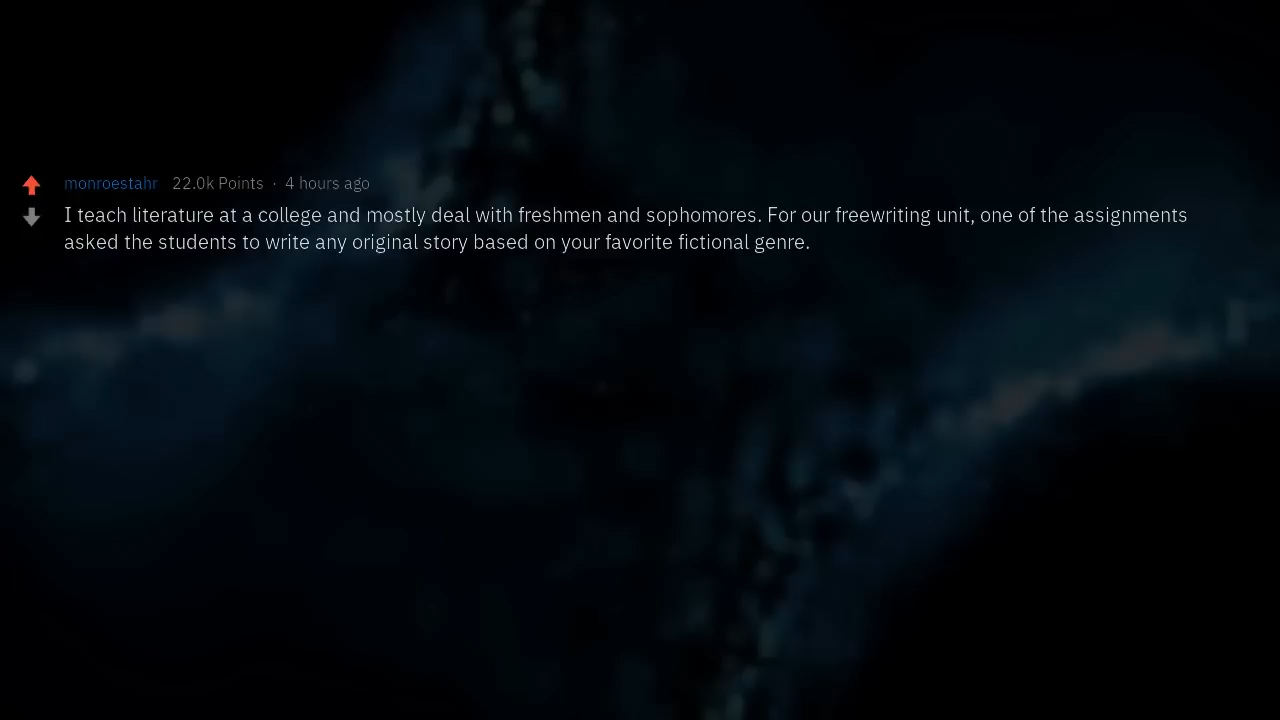 monroestahr 22.0k Points · 4 hours ago
I teach literature at a college and mostly deal with freshmen and sophomores. For our freewriting unit, one of the assignments
asked the students to write any original story based on your favorite fictional genre.